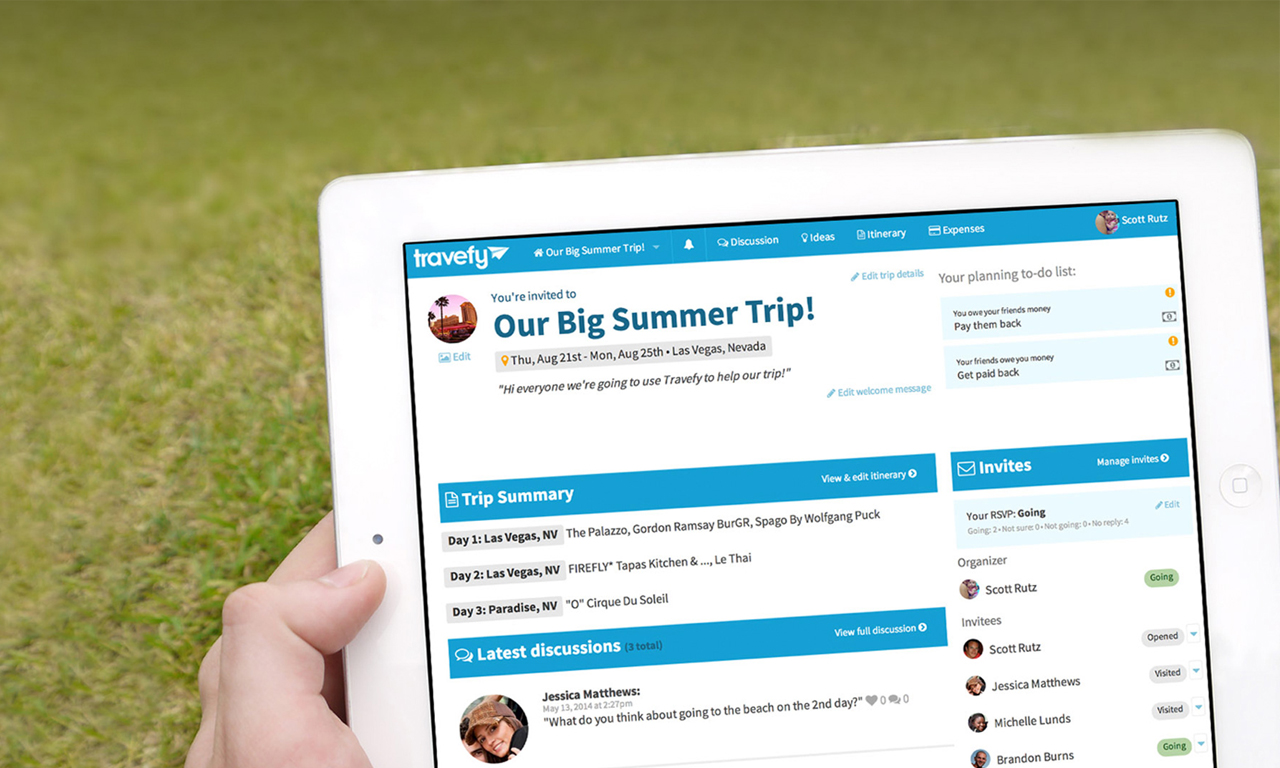 travefy
Our Big Summer Trip!
Discussion
Ideas
Itinerary
Expenses
Scott Rutz
Edit
You're invited to
Our Big Summer Trip!
Thu, Aug 21st - Mon, Aug 25th • Las Vegas, Nevada
"Hi everyone we're going to use Travefy to help our trip!"
Edit trip details
Edit welcome message
Your planning to-do list:
You owe your friends money
Pay them back
Your friends owe you money
Get paid back
Trip Summary
View & edit itinerary
Day 1: Las Vegas, NV The Palazzo, Gordon Ramsay BurGR, Spago By Wolfgang Puck
Day 2: Las Vegas, NV FIREFLY* Tapas Kitchen & ..., Le Thai
Day 3: Paradise, NV "O" Cirque Du Soleil
Latest discussions (3 total)
View full discussion
Jessica Matthews:
May 13, 2014 at 2:27pm
"What do you think about going to the beach on the 2nd day?" 0 0
Invites
Manage invites
Your RSVP: Going
Edit
Going: 2 • Not sure: 0 • Not going: 0 • No reply: 4
Organizer
Scott Rutz Going
Invitees
Scott Rutz Opened
Jessica Matthews Visited
Michelle Lunds Visited
Brandon Burns Going